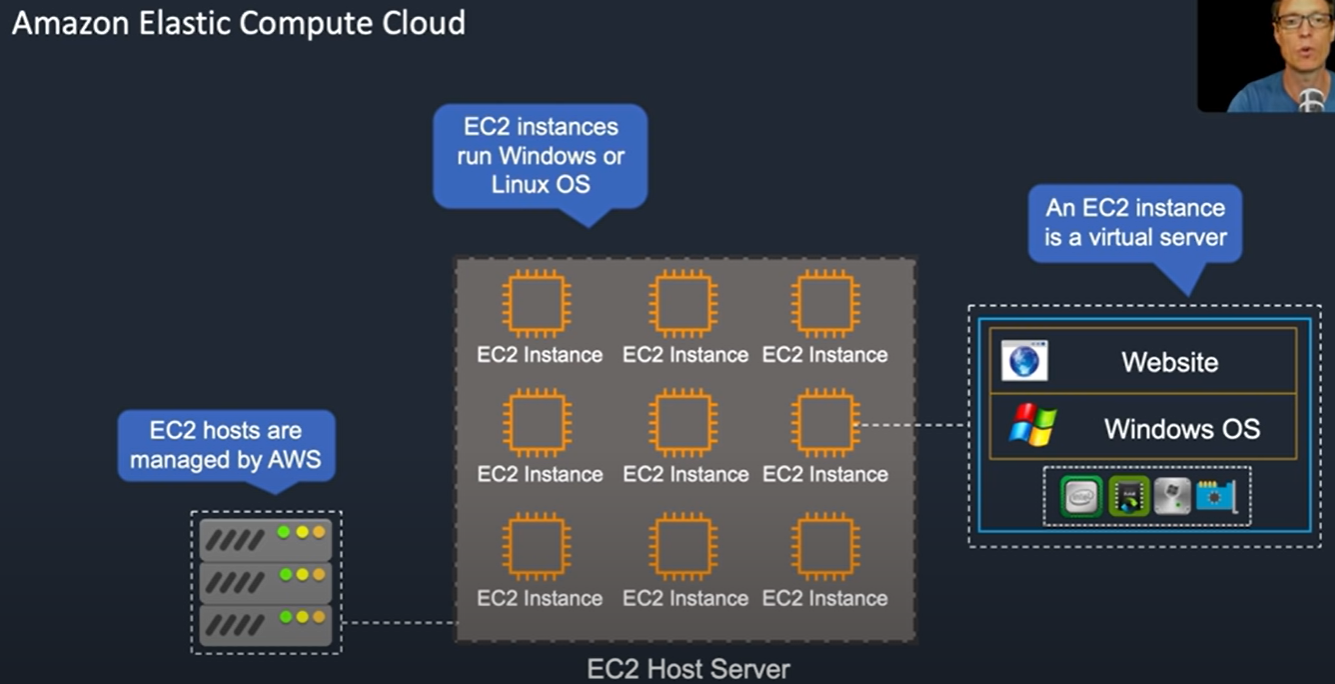 Amazon Elastic Compute Cloud
EC2 instances
run Windows or
Linux OS
An EC2 instance
is a virtual server
EC2 Instance EC2 Instance EC2 Instance
Website
EC2 hosts are
managed by AWS
Windows OS
EC2 Instance EC2 Instance EC2 Instance
EC2 Instance EC2 Instance EC2 Instance
EC2 Host Server